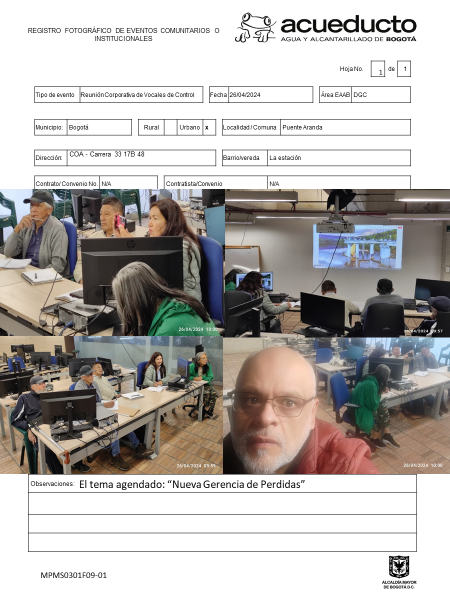 REGISTRO FOTOGRÁFICO DE EVENTOS COMUNITARIOS O
INSTITUCIONALES
acueducto
AGUA Y ALCANTARILLADO DE BOGOTÁ
Hoja No. 1 de 1
Tipo de evento Reunión Corporativa de Vocales de Control Fecha 26/04/2024 Área EAAB DGC
Municipio: Bogotá Rural Urbano x Localidad / Comuna Puente Aranda
Dirección: COA - Carrera 33 17B 48 Barrio/vereda La estación
Contrato/Convenio No. N/A Contratista/Convenio N/A
26/04/2024
26/04/2024
26/04/2024
26/04/2024
Observaciones: El tema agendado: “Nueva Gerencia de Perdidas”
MPMS0301F09-01
ALCALDÍA MAYOR
DE BOGOTÁ D.C.